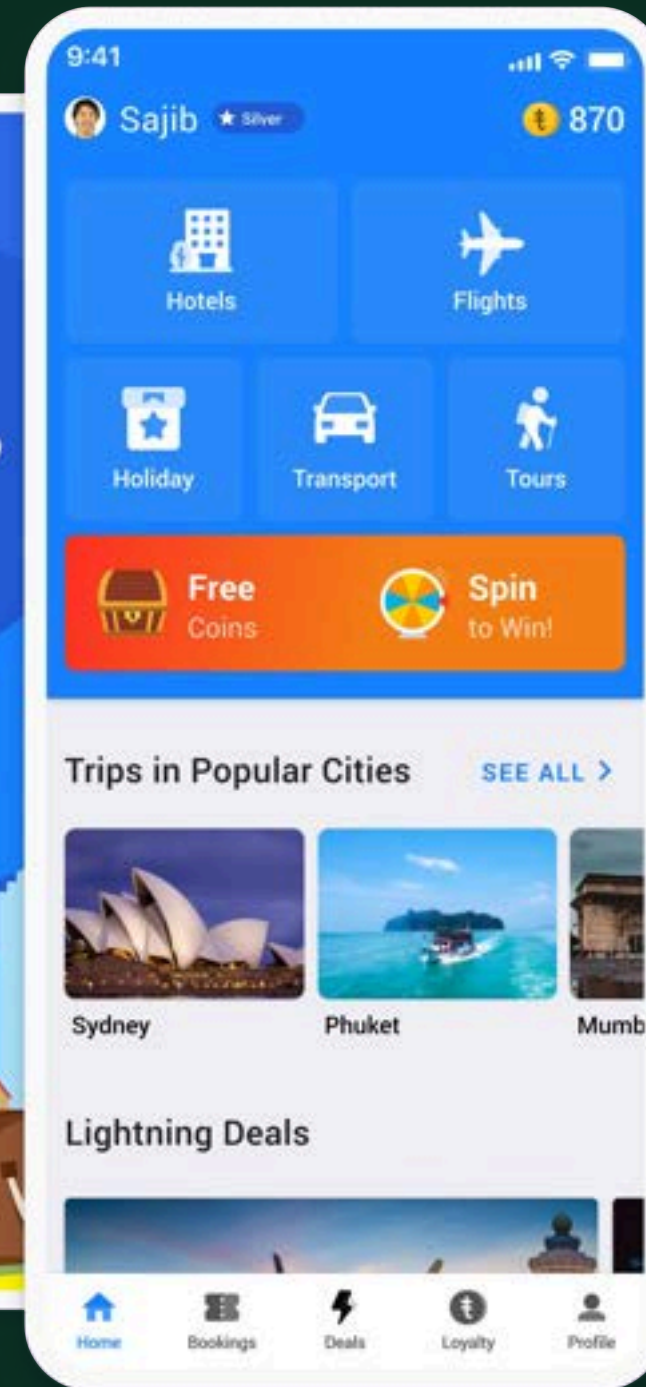 9:41
Sajib
★ Silver
870
Hotels
Flights
Holiday
Transport
Tours
Free
Coins
Spin
to Win!
Trips in Popular Cities
SEE ALL >
Sydney
Phuket
Mumb
Lightning Deals
Home
Bookings
Deals
Loyalty
Profile